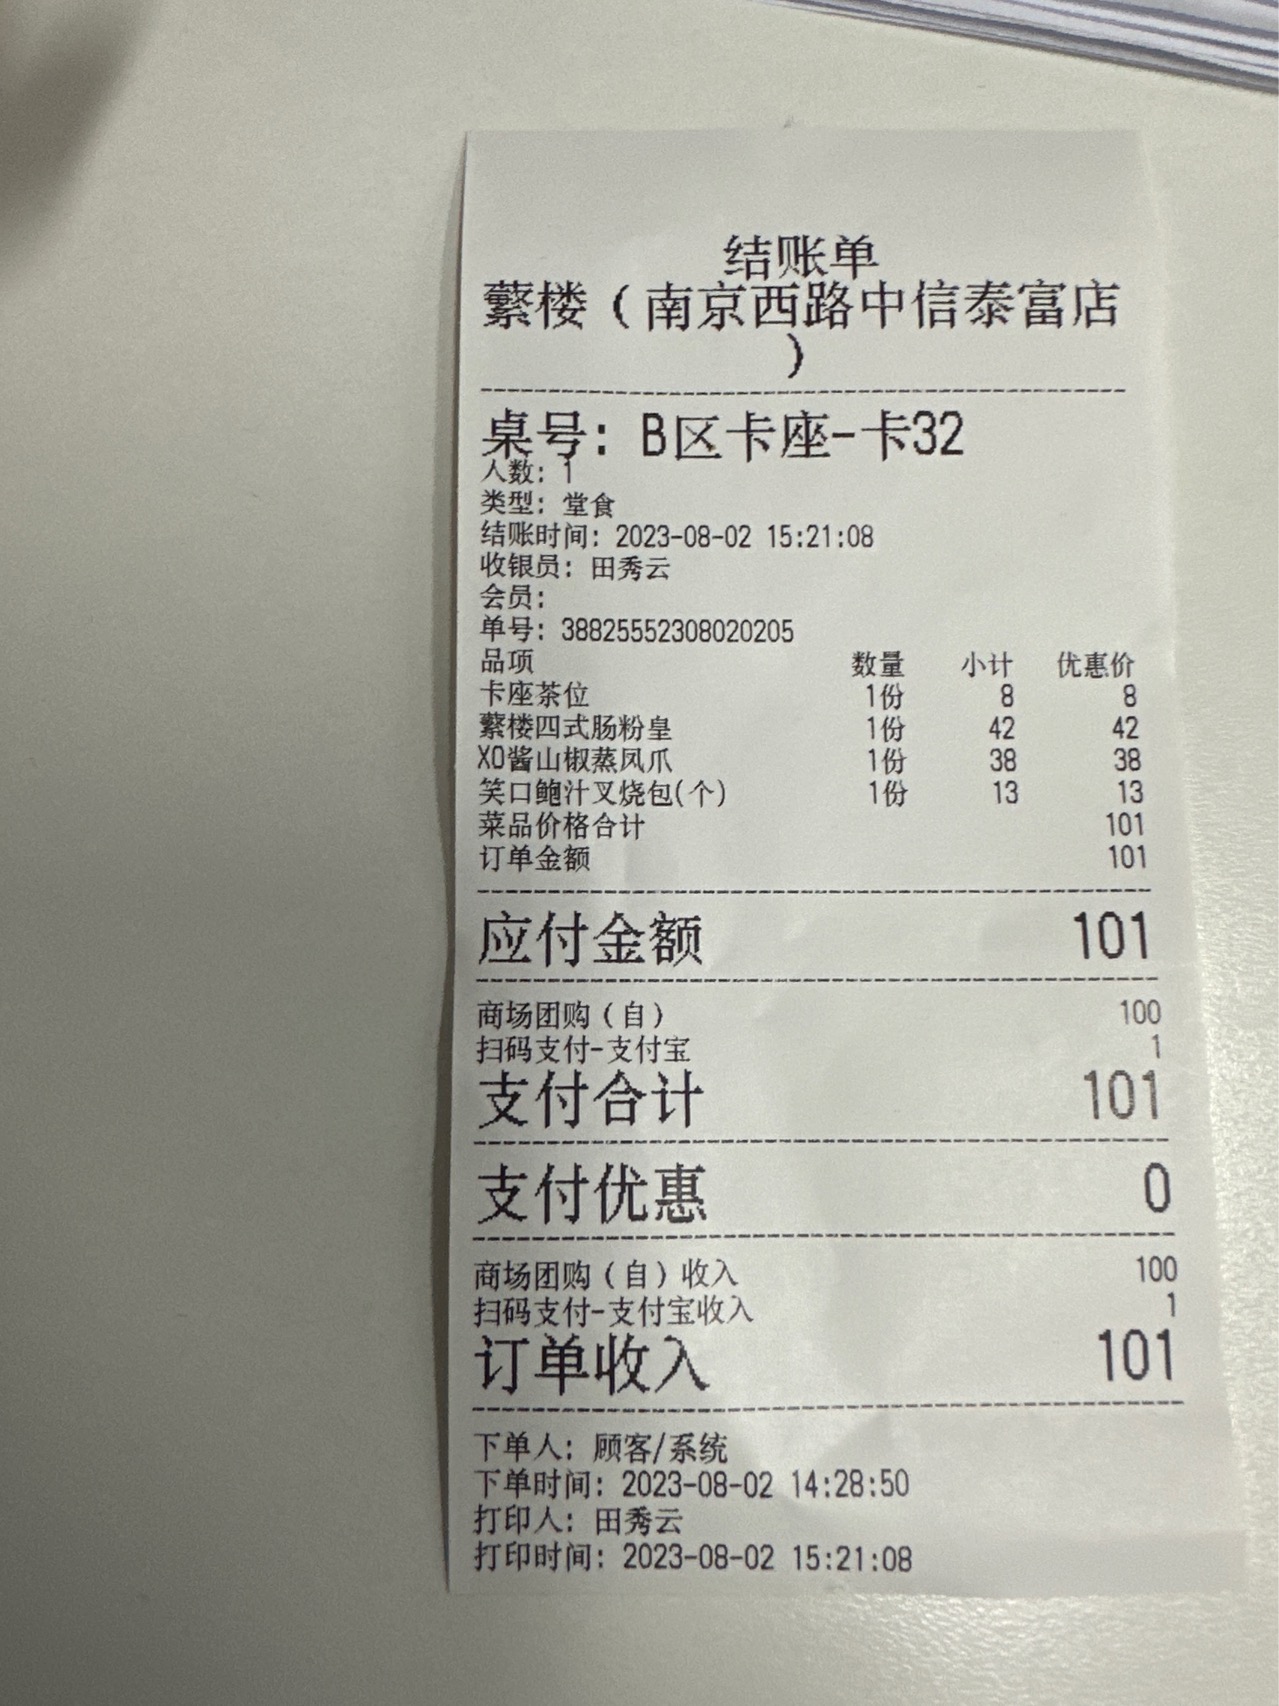 结账单
蘩楼（南京西路中信泰富店
）
桌号: B区卡座-卡32
人数: 1
类型: 堂食
结账时间: 2023-08-02 15:21:08
收银员: 田秀云
会员:
单号: 38825552308020205
品项 数量 小计 优惠价
卡座茶位 1份 8 8
蘩楼四式肠粉皇 1份 42 42
XO酱山椒蒸凤爪 1份 38 38
笑口鲍汁叉烧包(个) 1份 13 13
菜品价格合计 101
订单金额 101
应付金额 101
商场团购（自） 100
扫码支付-支付宝 1
支付合计 101
支付优惠 0
商场团购（自）收入 100
扫码支付-支付宝收入 1
订单收入 101
下单人: 顾客/系统
下单时间: 2023-08-02 14:28:50
打印人: 田秀云
打印时间: 2023-08-02 15:21:08